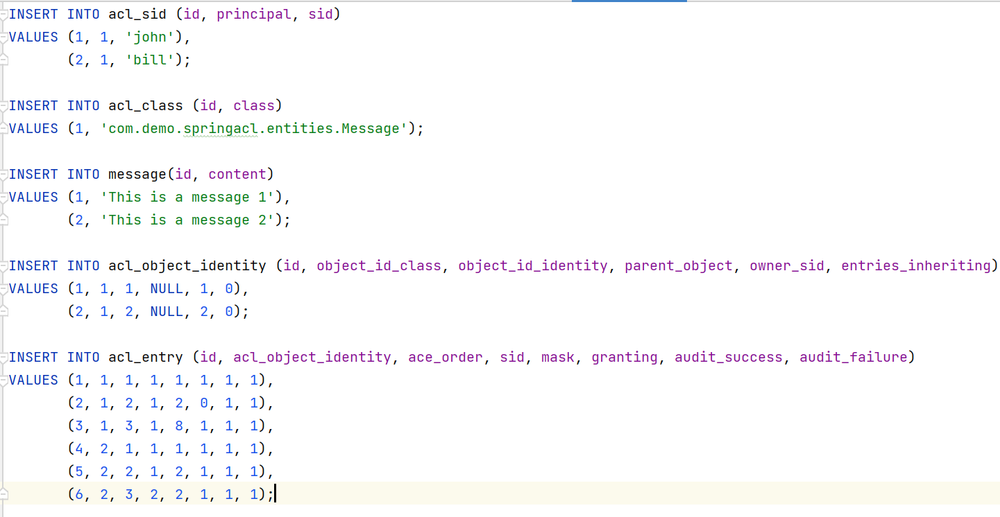 INSERT INTO acl_sid (id, principal, sid)
VALUES (1, 1, 'john'),
       (2, 1, 'bill');

INSERT INTO acl_class (id, class)
VALUES (1, 'com.demo.springacl.entities.Message');

INSERT INTO message(id, content)
VALUES (1, 'This is a message 1'),
       (2, 'This is a message 2');

INSERT INTO acl_object_identity (id, object_id_class, object_id_identity, parent_object, owner_sid, entries_inheriting)
VALUES (1, 1, 1, NULL, 1, 0),
       (2, 1, 2, NULL, 2, 0);

INSERT INTO acl_entry (id, acl_object_identity, ace_order, sid, mask, granting, audit_success, audit_failure)
VALUES (1, 1, 1, 1, 1, 1, 1, 1),
       (2, 1, 2, 1, 2, 0, 1, 1),
       (3, 1, 3, 1, 8, 1, 1, 1),
       (4, 2, 1, 1, 1, 1, 1, 1),
       (5, 2, 2, 1, 2, 1, 1, 1),
       (6, 2, 3, 2, 2, 1, 1, 1);